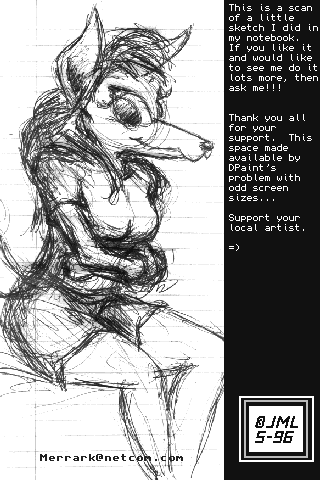 This is a scan
of a little
sketch I did in
my notebook.
If you like it
and would like
to see me do it
lots more, then
ask me!!!
Thank you all
for your
support.  This
space made
available by
DPaint's
problem with
odd screen
sizes...
Support your
local artist.
=)
@JML
5-96
Merrark@netcom.com